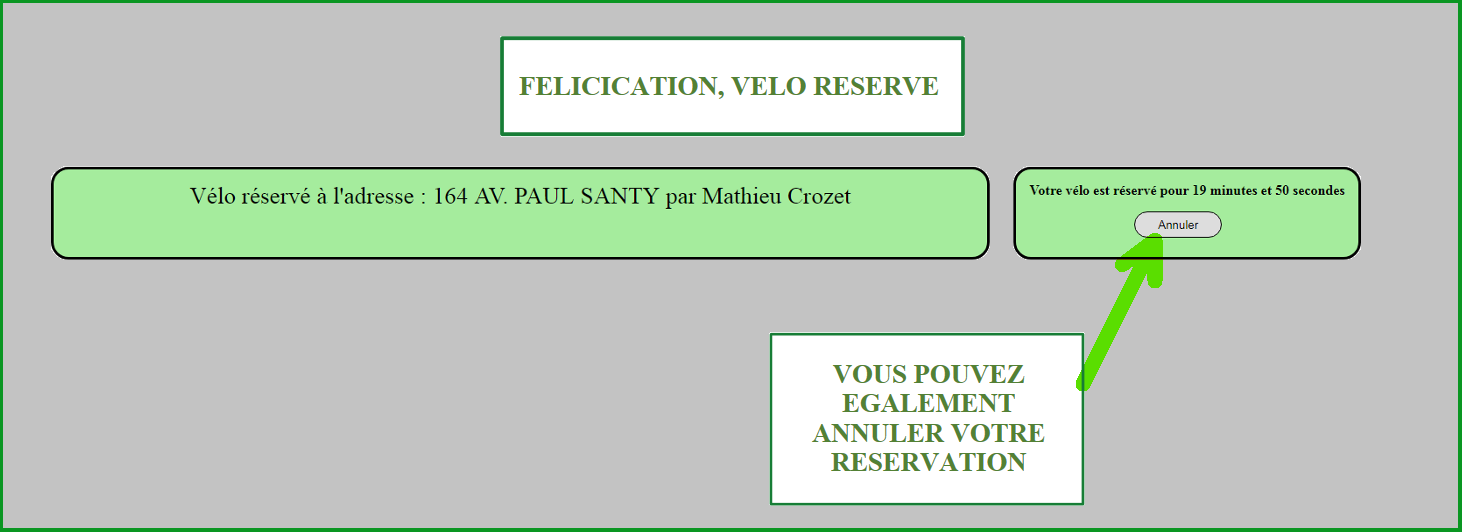 FELICICATION, VELO RESERVE
Vélo réservé à l'adresse : 164 AV. PAUL SANTY par Mathieu Crozet
Votre vélo est réservé pour 19 minutes et 50 secondes
Annuler
VOUS POUVEZ
EGALEMENT
ANNULER VOTRE
RESERVATION